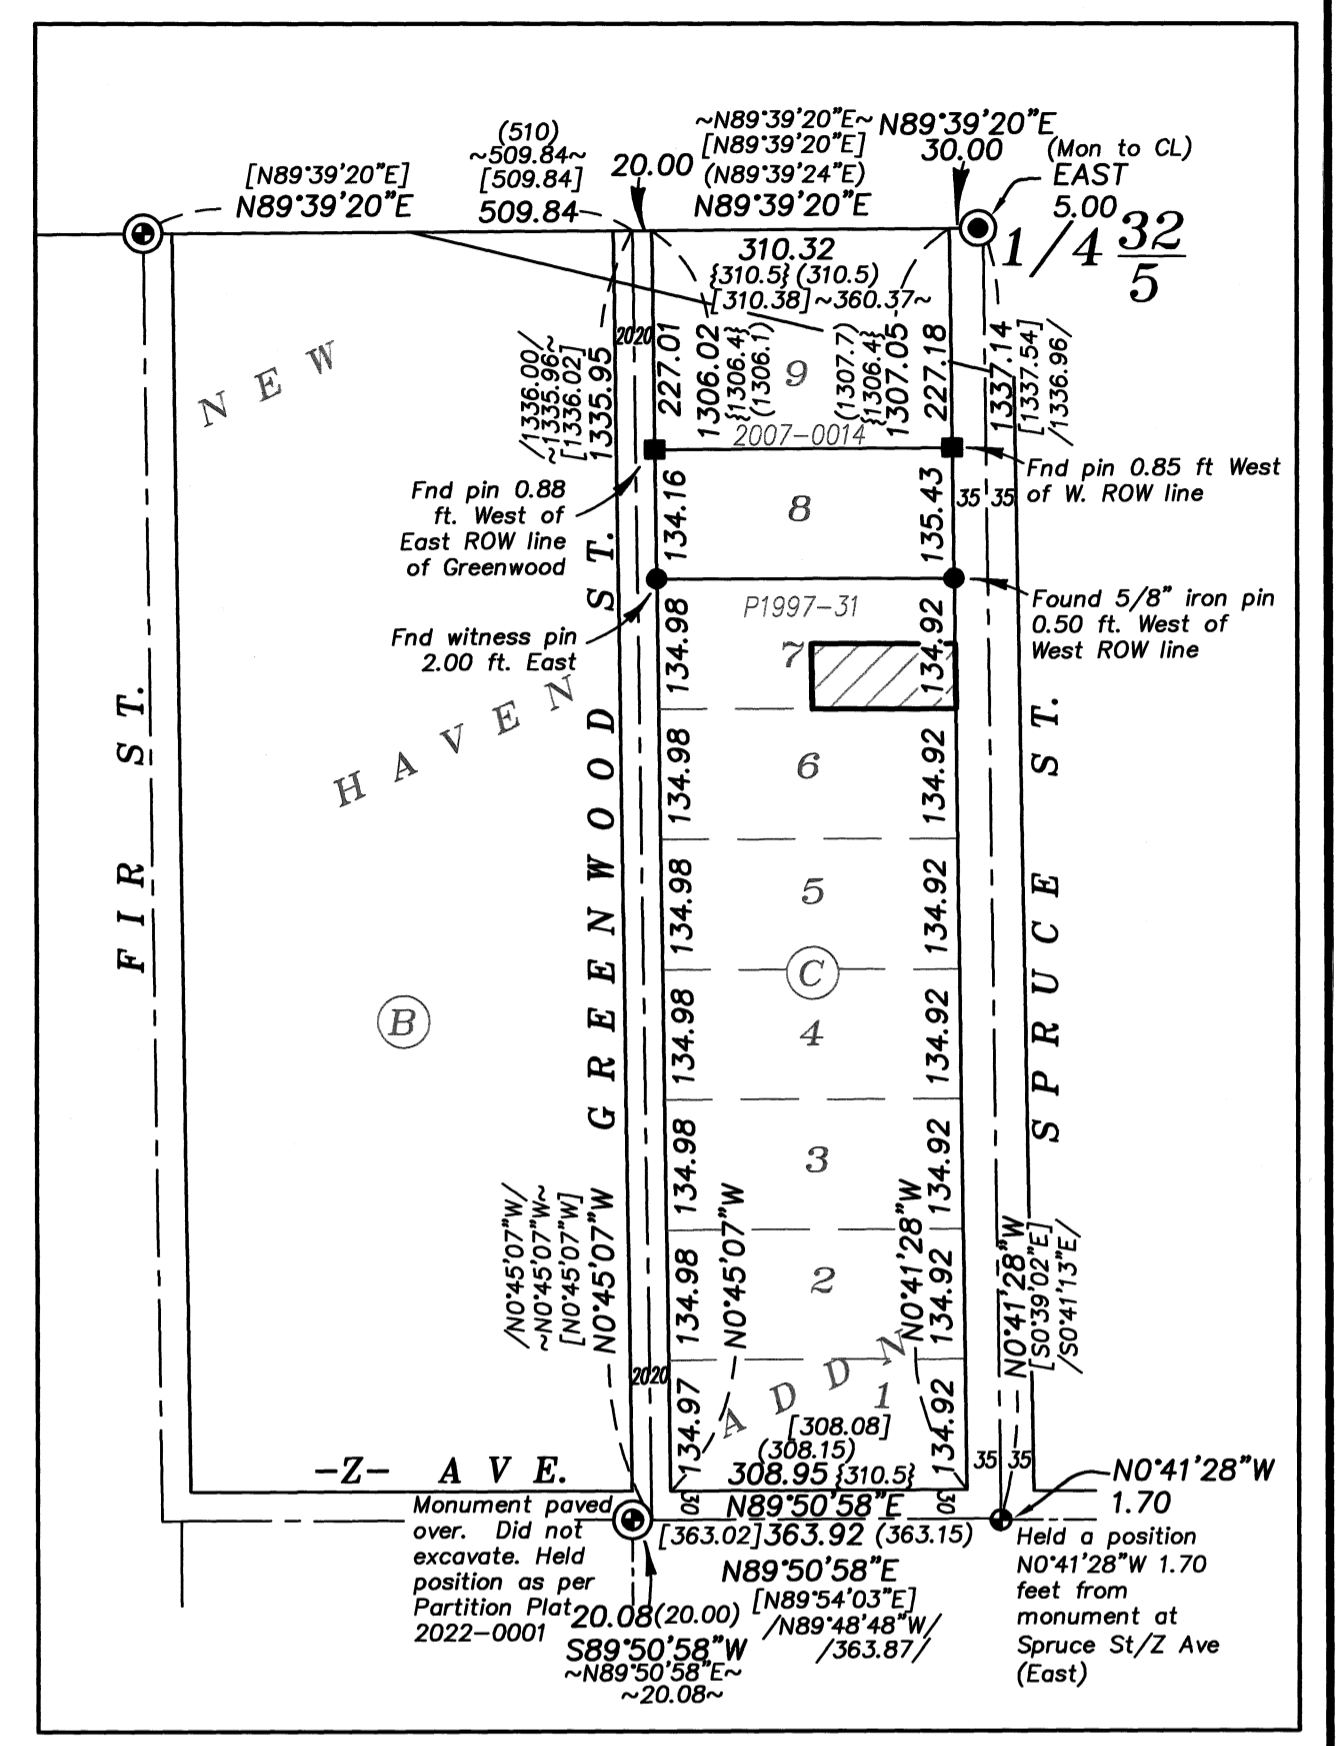 (510)
~509.84~
[509.84]
509.84
[N89°39'20"E]
N89°39'20"E
20.00
~N89°39'20"E~
[N89°39'20"E]
(N89°39'24"E)
N89°39'20"E
N89°39'20"E
30.00
(Mon to CL)
EAST
5.00
1/4 32
5
310.32
{310.5} (310.5)
[310.38] ~360.37~
NEW
/1336.00/
~1335.96~
[1336.02]
1335.95
20 20
227.01
1306.02
{1306.4}
(1306.1)
9
(1307.7)
{1306.4}
1307.05
227.18
1337.14
[1337.54]
/1336.96/
2007-0014
Fnd pin 0.88
ft. West of
East ROW line
of Greenwood
134.16
8
135.43
35 35
Fnd pin 0.85 ft West
of W. ROW line
Fnd witness pin
2.00 ft. East
P1997-31
Found 5/8" iron pin
0.50 ft. West of
West ROW line
134.98
7
134.92
HAVEN
134.98
6
134.92
FIR ST.
GREENWOOD ST.
SPRUCE ST.
134.98
5
134.92
C
B
134.98
4
134.92
134.98
3
134.92
/N0°45'07"W/
~N0°45'07"W~
[N0°45'07"W]
N0°45'07"W
134.98
N0°45'07"W
2
N0°41'28"W
134.92
N0°41'28"W
[S0°39'02"E]
/S0°41'13"E/
20 20
134.97
ADDN
1
134.92
[308.08]
(308.15)
308.95 {310.5}
35 35
-Z- AVE.
30
N89°50'58"E
30
[363.02] 363.92 (363.15)
N89°50'58"E
[N89°54'03"E]
/N89°48'48"W/
/363.87/
N0°41'28"W
1.70
Monument paved
over. Did not
excavate. Held
position as per
Partition Plat
2022-0001
20.08 (20.00)
S89°50'58"W
~N89°50'58"E~
~20.08~
Held a position
N0°41'28"W 1.70
feet from
monument at
Spruce St/Z Ave
(East)